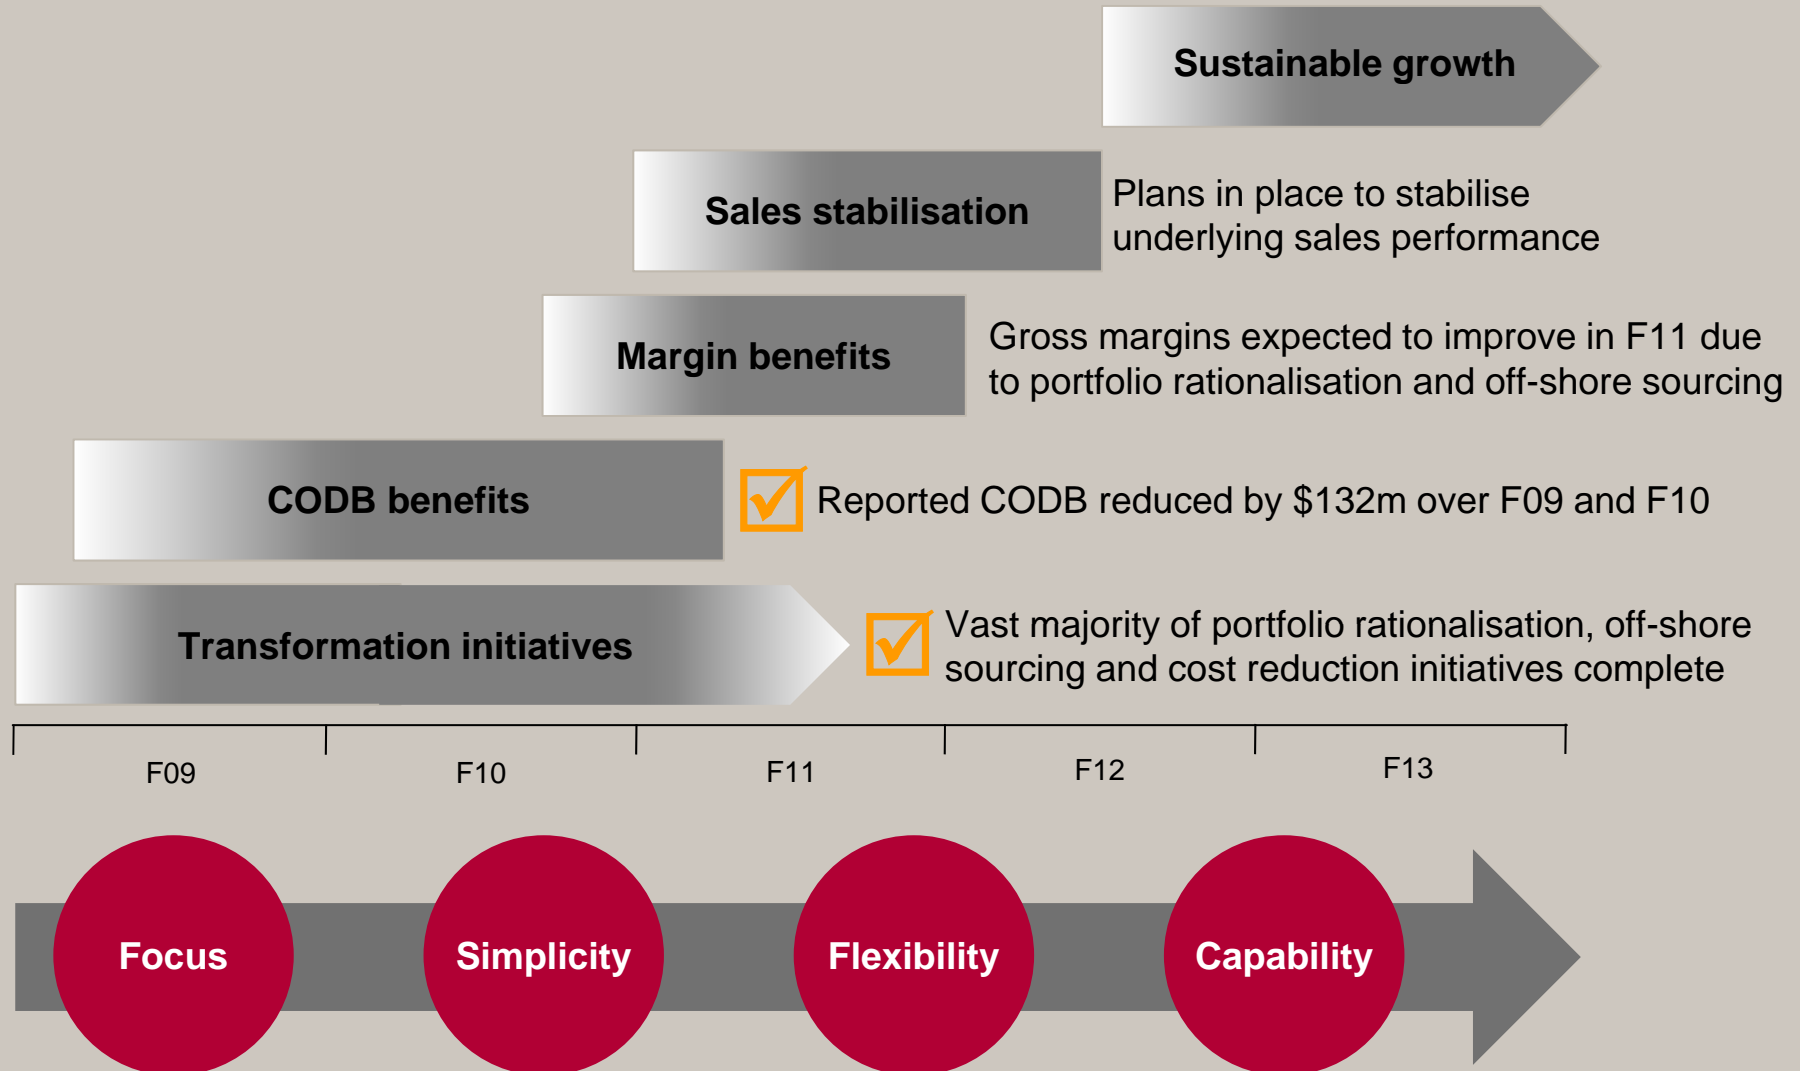 Sustainable growth
Sales stabilisation
Plans in place to stabilise
underlying sales performance
Margin benefits
Gross margins expected to improve in F11 due
to portfolio rationalisation and off-shore sourcing
CODB benefits
Reported CODB reduced by $132m over F09 and F10
Transformation initiatives
Vast majority of portfolio rationalisation, off-shore
sourcing and cost reduction initiatives complete
F09
F10
F11
F12
F13
Focus
Simplicity
Flexibility
Capability